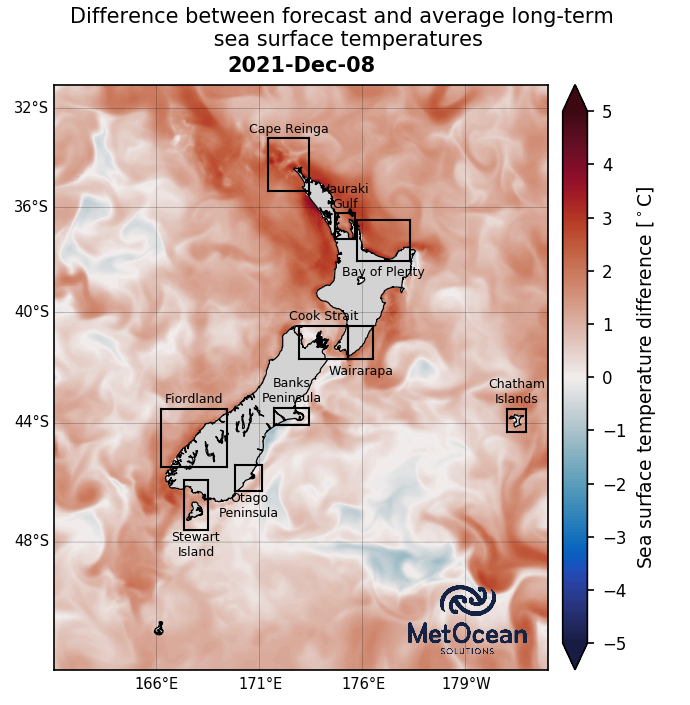 Difference between forecast and average long-term
sea surface temperatures
2021-Dec-08
32°S
36°S
40°S
44°S
48°S
166°E
171°E
176°E
179°W
Cape Reinga
Hauraki
Gulf
Bay of Plenty
Cook Strait
Wairarapa
Chatham
Islands
Banks
Peninsula
Fiordland
Otago
Peninsula
Stewart
Island
MetOcean
SOLUTIONS
5
4
3
2
1
0
−1
−2
−3
−4
−5
Sea surface temperature difference [°C]